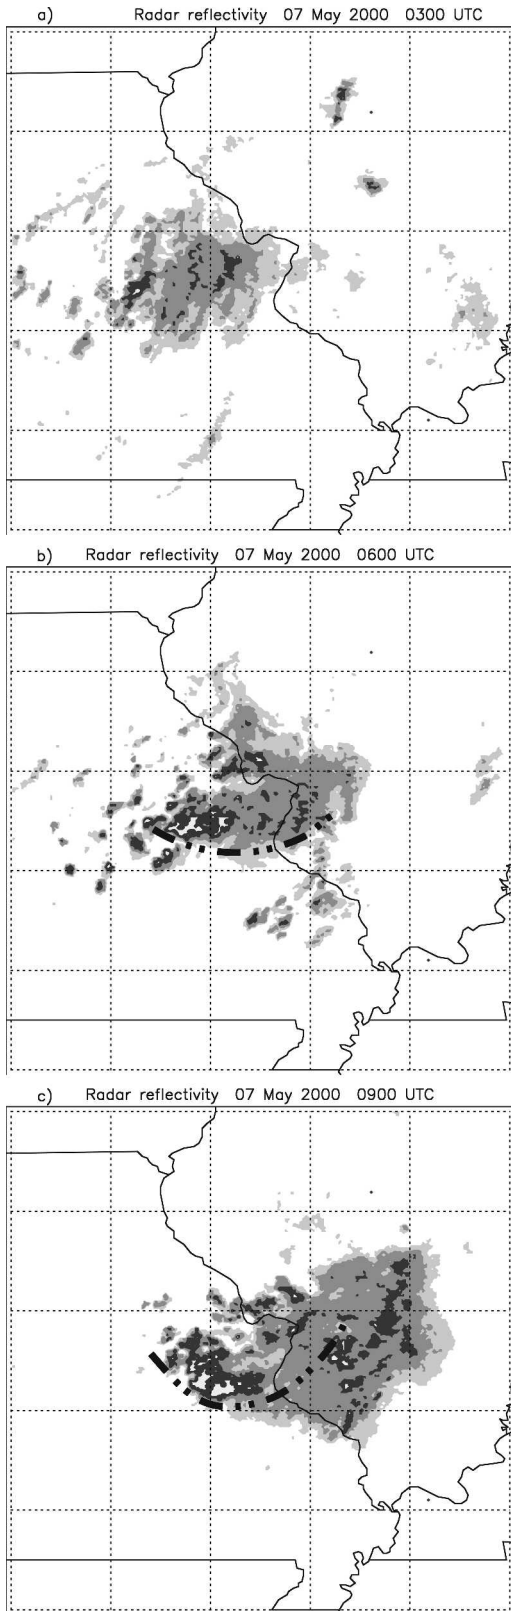 a) Radar reflectivity 07 May 2000 0300 UTC
b) Radar reflectivity 07 May 2000 0600 UTC
c) Radar reflectivity 07 May 2000 0900 UTC